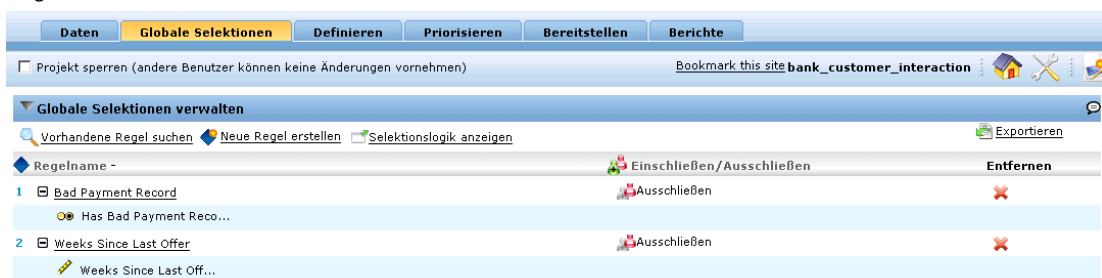 Daten Globale Selektionen Definieren Priorisieren Bereitstellen Berichte
Projekt sperren (andere Benutzer können keine Änderungen vornehmen) Bookmark this site bank_customer_interaction
Globale Selektionen verwalten
Vorhandene Regel suchen Neue Regel erstellen Selektionslogik anzeigen Exportieren
Regelname - Einschließen/Ausschließen Entfernen
1 Bad Payment Record Ausschließen
Has Bad Payment Reco...
2 Weeks Since Last Offer Ausschließen
Weeks Since Last Off...